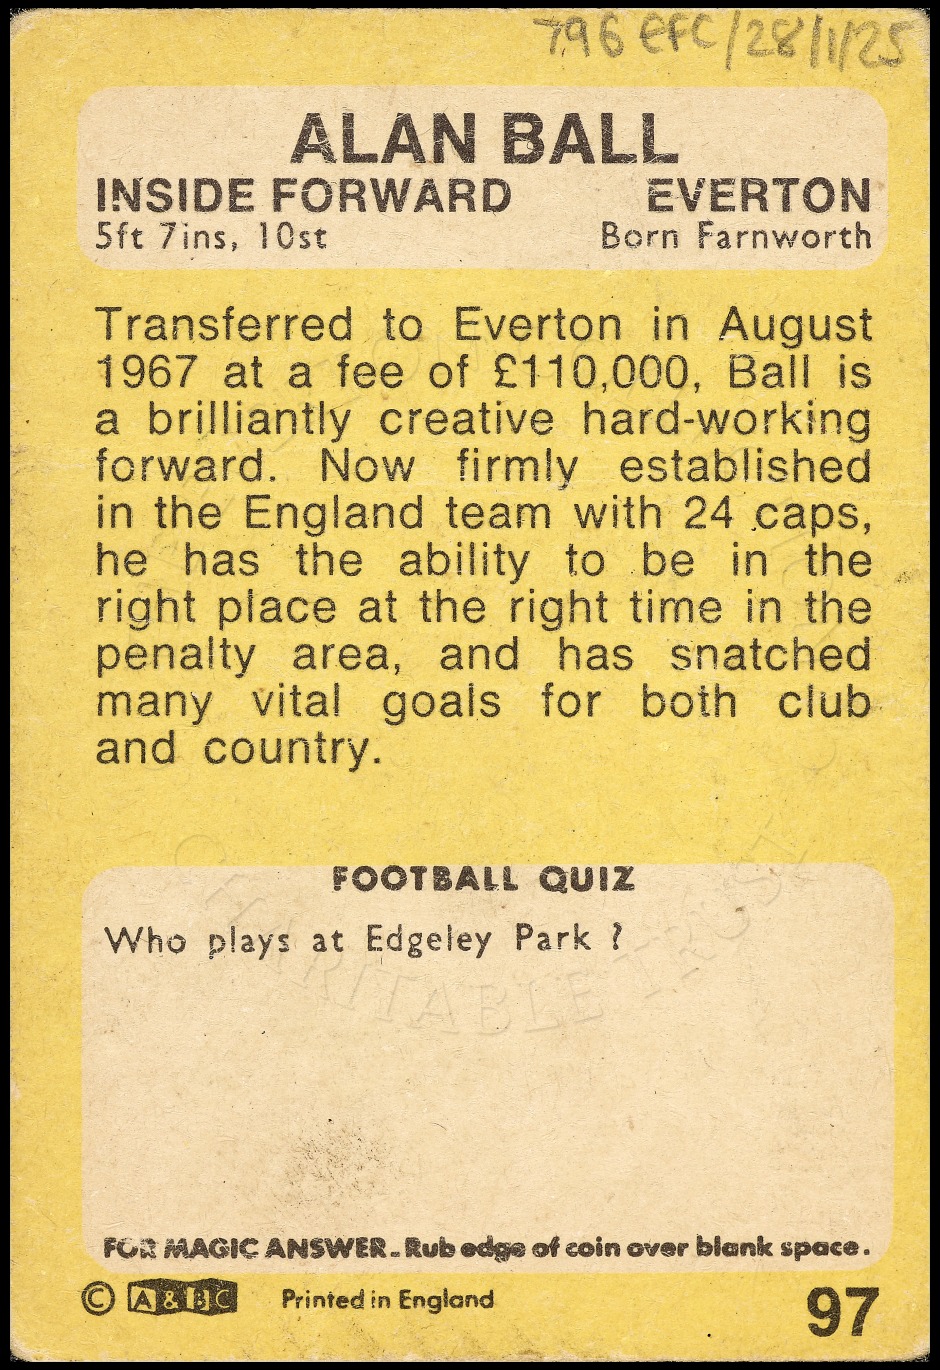 796 EFC/28/11/25
ALAN BALL
INSIDE FORWARD EVERTON
5ft 7ins, 10st Born Farnworth
Transferred to Everton in August
1967 at a fee of £110,000, Ball is
a brilliantly creative hard-working
forward. Now firmly established
in the England team with 24 caps,
he has the ability to be in the
right place at the right time in the
penalty area, and has snatched
many vital goals for both club
and country.
FOOTBALL QUIZ
Who plays at Edgeley Park ?
CHARITABLE TRUST
FOR MAGIC ANSWER - Rub edge of coin over blank space.
© A&BC Printed in England 97